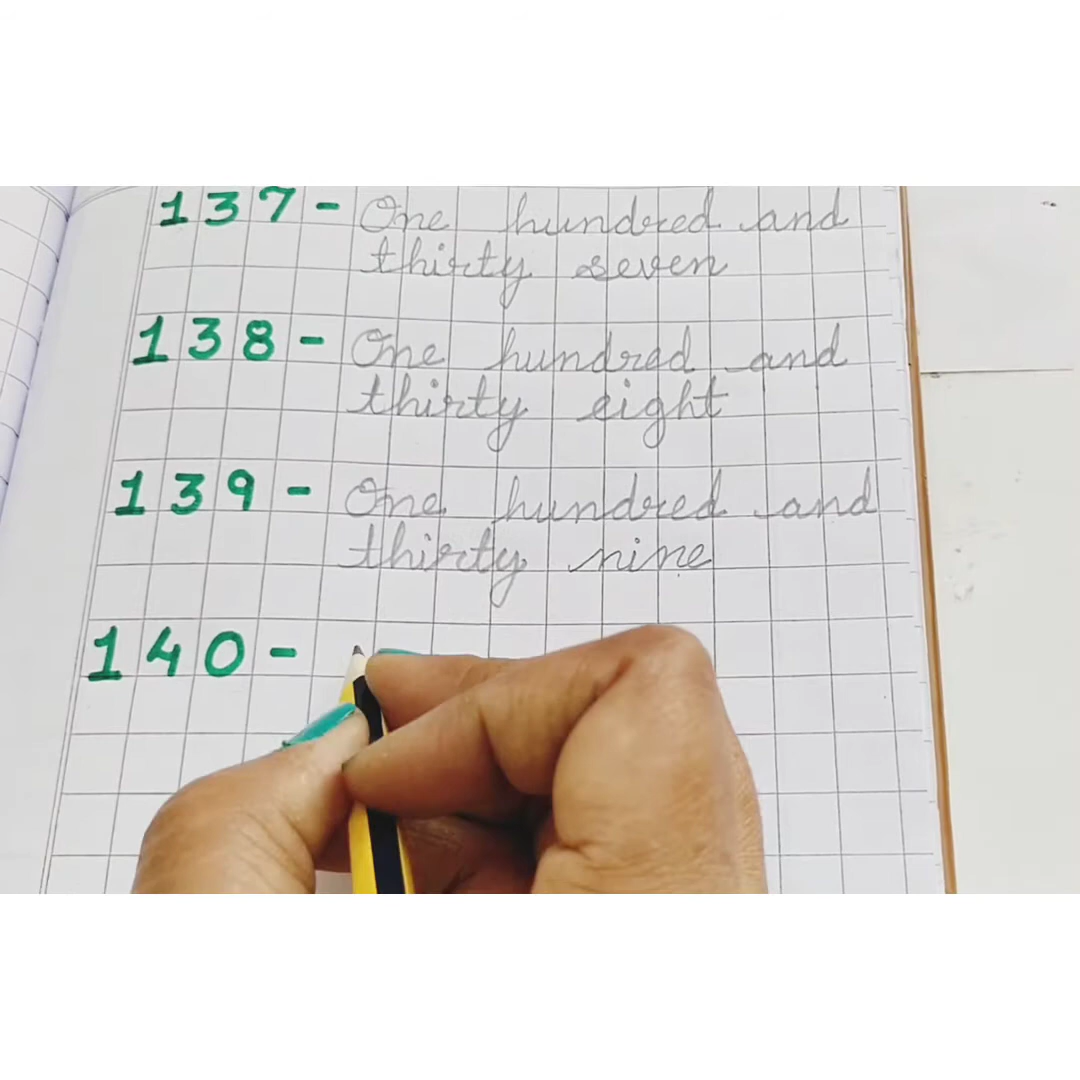 137 - One hundred and
thirty seven
138 - One hundred and
thirty eight
139 - One hundred and
thirty nine
140 -